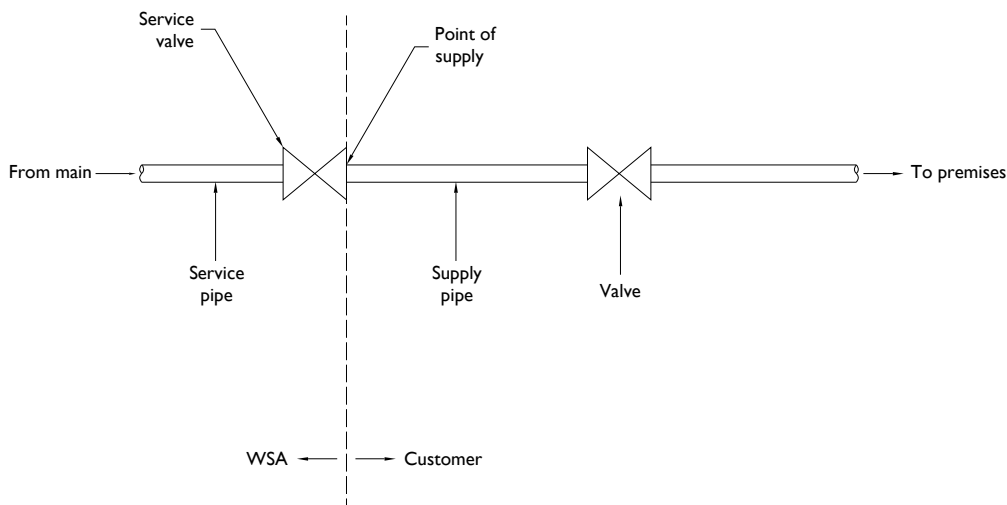 Service
valve
Point of
supply
From main
To premises
Service
pipe
Supply
pipe
Valve
WSA
Customer